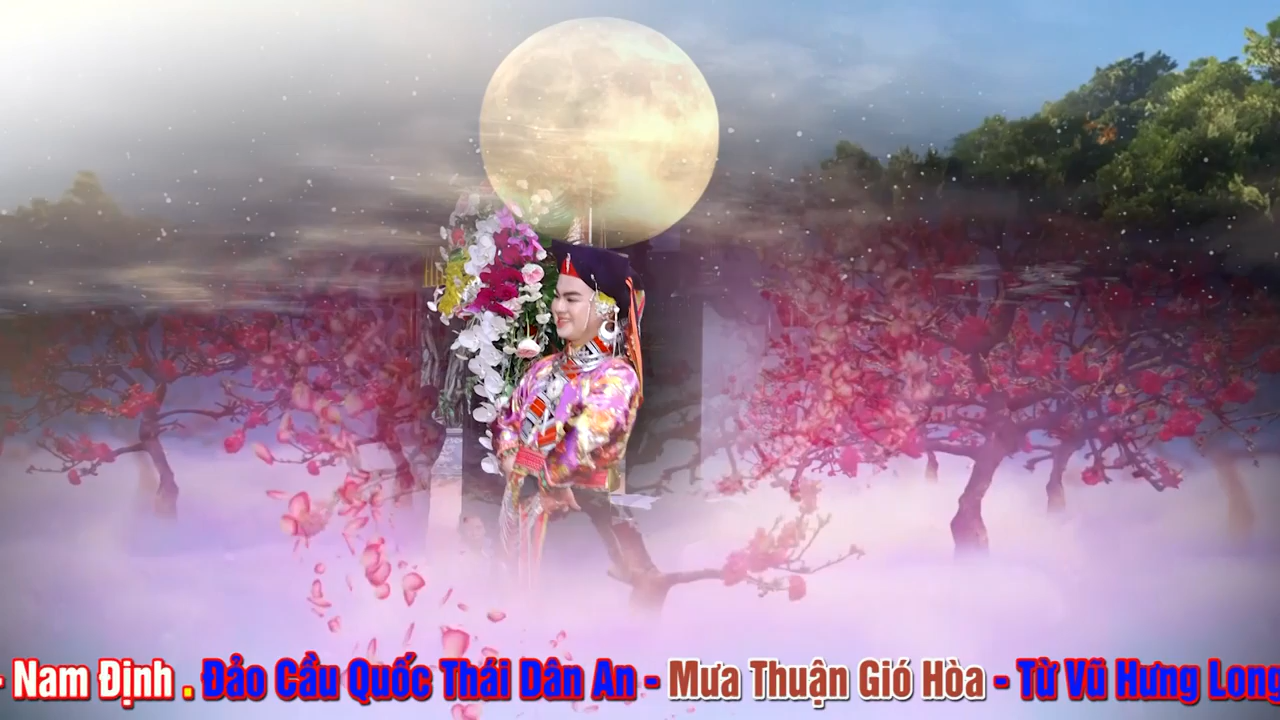 - Nam Định . Đảo Cầu Quốc Thái Dân An - Mưa Thuận Gió Hòa - Từ Vũ Hưng Long